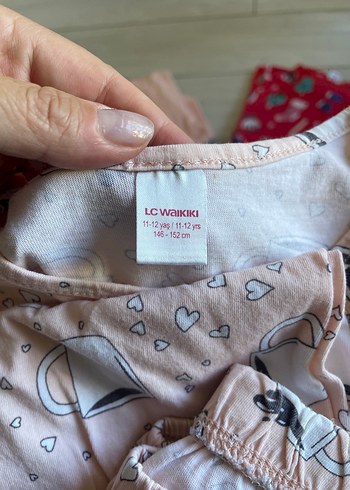 LC WAIKIKI
11-12 yaş / 11-12 yrs
146 - 152 cm